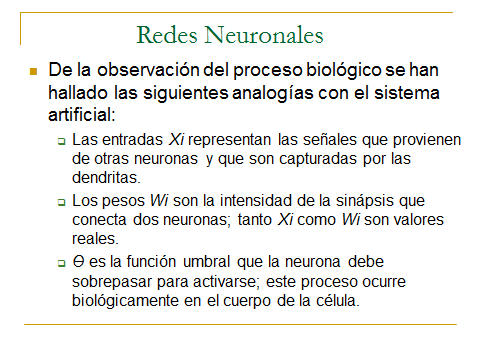 Redes Neuronales
De la observación del proceso biológico se han
hallado las siguientes analogías con el sistema
artificial:
Las entradas Xi representan las señales que provienen
de otras neuronas y que son capturadas por las
dendritas.
Los pesos Wi son la intensidad de la sinápsis que
conecta dos neuronas; tanto Xi como Wi son valores
reales.
Θ es la función umbral que la neurona debe
sobrepasar para activarse; este proceso ocurre
biológicamente en el cuerpo de la célula.